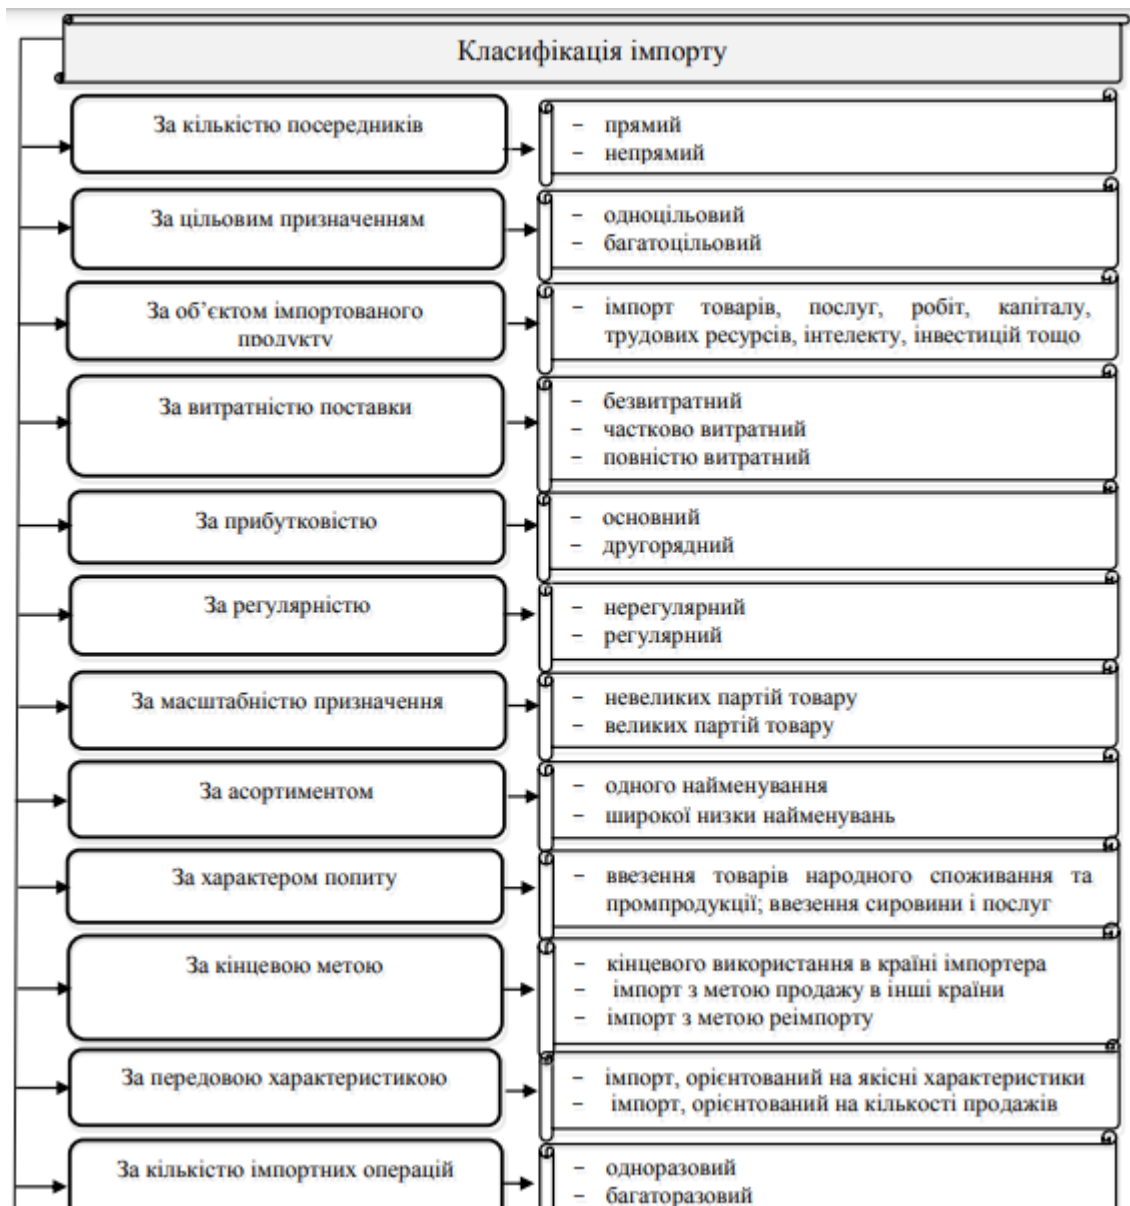 Класифікація імпорту
За кількістю посередників
– прямий
– непрямий
За цільовим призначенням
– одноцільовий
– багатоцільовий
За об’єктом імпортованого
продукту
– імпорт товарів, послуг, робіт, капіталу,
трудових ресурсів, інтелекту, інвестицій тощо
За витратністю поставки
– безвитратний
– частково витратний
– повністю витратний
За прибутковістю
– основний
– другорядний
За регулярністю
– нерегулярний
– регулярний
За масштабністю призначення
– невеликих партій товару
– великих партій товару
За асортиментом
– одного найменування
– широкої низки найменувань
За характером попиту
– ввезення товарів народного споживання та
промпродукції; ввезення сировини і послуг
За кінцевою метою
– кінцевого використання в країні імпортера
– імпорт з метою продажу в інші країни
– імпорт з метою реімпорту
За передовою характеристикою
– імпорт, орієнтований на якісні характеристики
– імпорт, орієнтований на кількості продажів
За кількістю імпортних операцій
– одноразовий
– багаторазовий